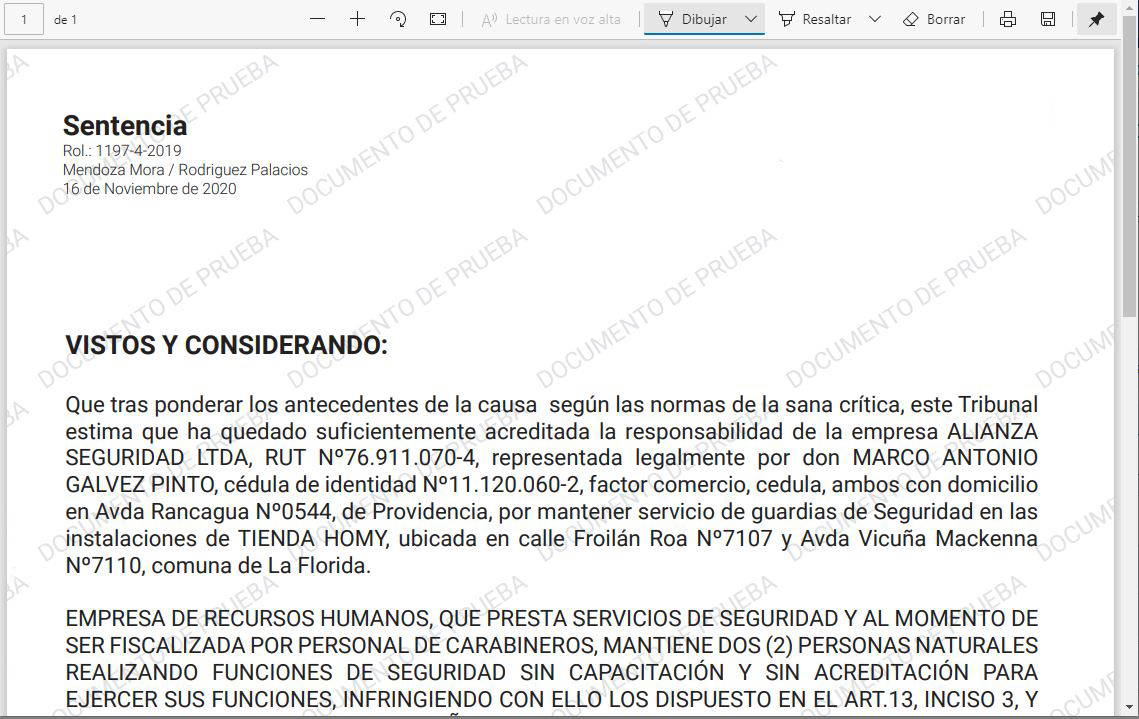 1 de 1 Lectura en voz alta Dibujar Resaltar Borrar
Sentencia
Rol.: 1197-4-2019
Mendoza Mora / Rodriguez Palacios
16 de Noviembre de 2020
VISTOS Y CONSIDERANDO:
Que tras ponderar los antecedentes de la causa según las normas de la sana crítica, este Tribunal
estima que ha quedado suficientemente acreditada la responsabilidad de la empresa ALIANZA
SEGURIDAD LTDA, RUT Nº76.911.070-4, representada legalmente por don MARCO ANTONIO
GALVEZ PINTO, cédula de identidad Nº11.120.060-2, factor comercio, cedula, ambos con domicilio
en Avda Rancagua Nº0544, de Providencia, por mantener servicio de guardias de Seguridad en las
instalaciones de TIENDA HOMY, ubicada en calle Froilán Roa Nº7107 y Avda Vicuña Mackenna
Nº7110, comuna de La Florida.
EMPRESA DE RECURSOS HUMANOS, QUE PRESTA SERVICIOS DE SEGURIDAD Y AL MOMENTO DE
SER FISCALIZADA POR PERSONAL DE CARABINEROS, MANTIENE DOS (2) PERSONAS NATURALES
REALIZANDO FUNCIONES DE SEGURIDAD SIN CAPACITACIÓN Y SIN ACREDITACIÓN PARA
EJERCER SUS FUNCIONES, INFRINGIENDO CON ELLO LOS DISPUESTO EN EL ART.13, INCISO 3, Y
DOCUMENTO DE PRUEBA